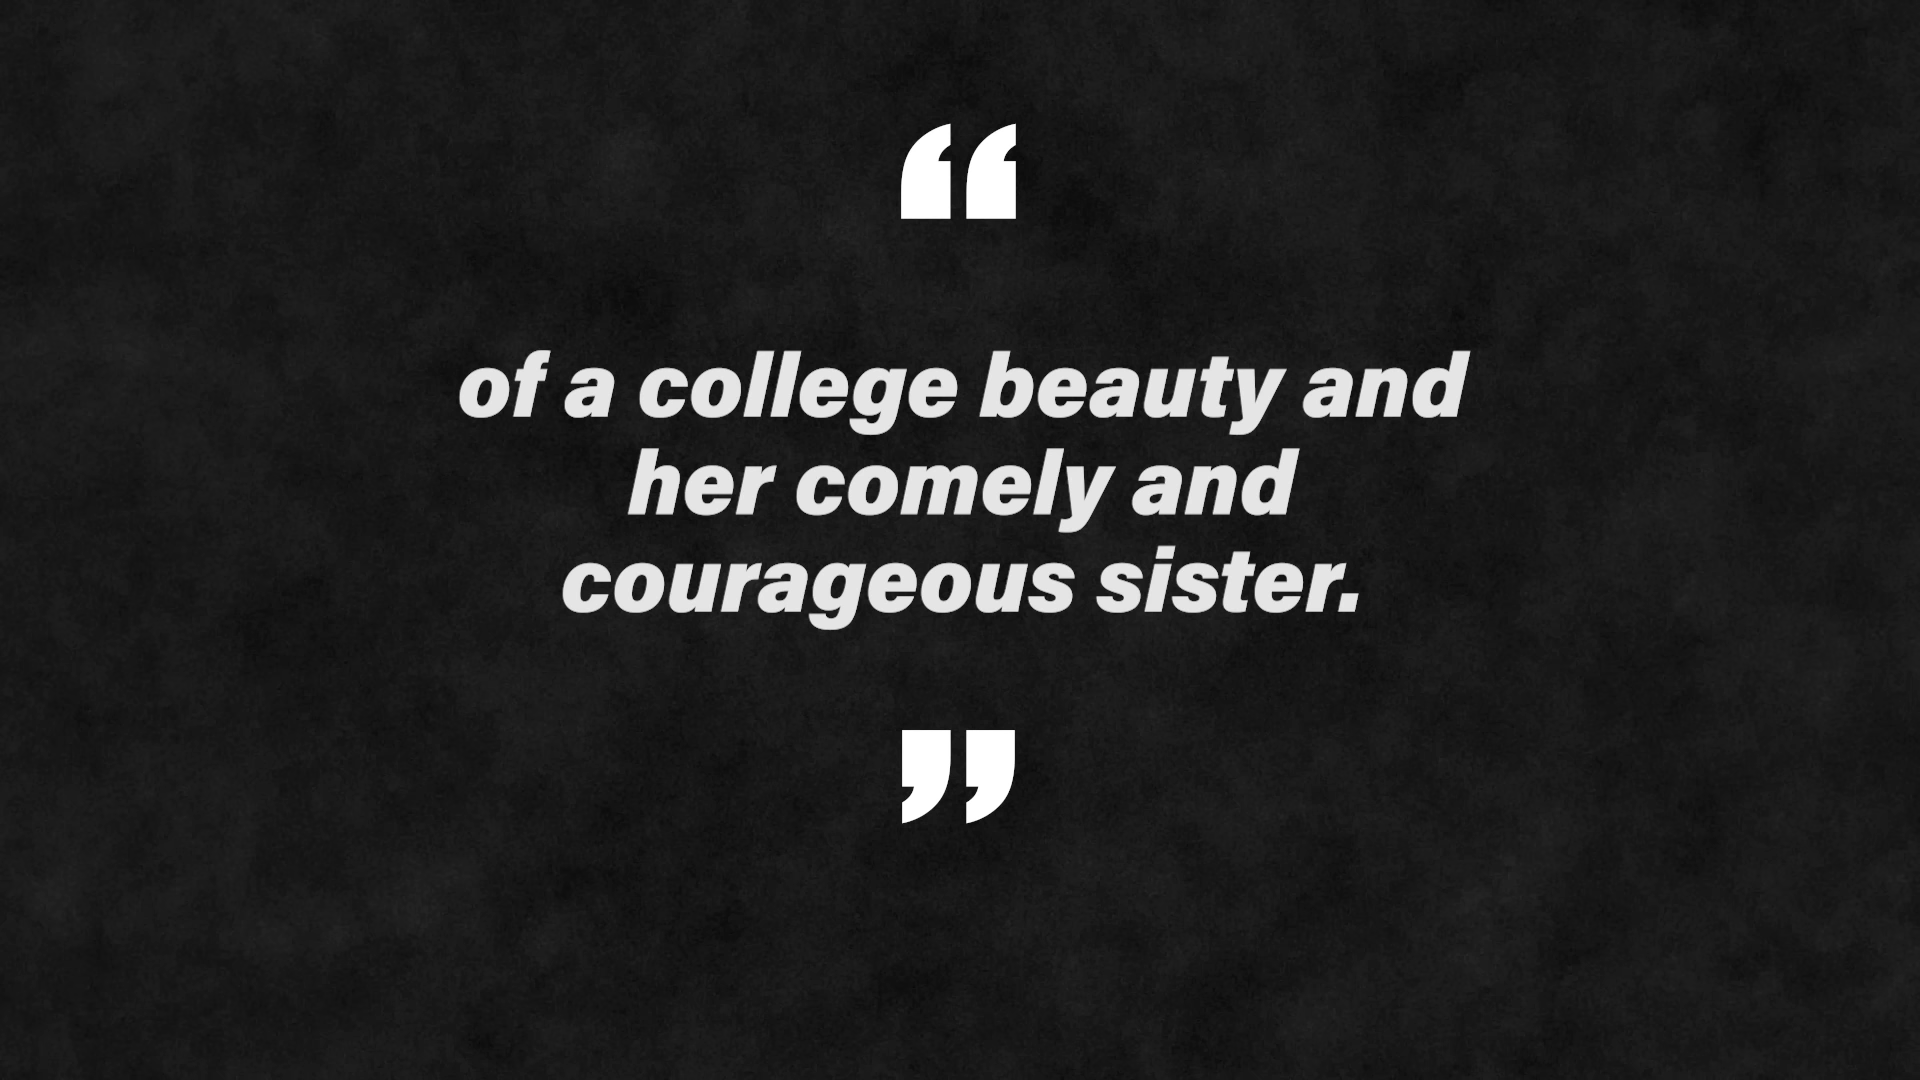 “
of a college beauty and
her comely and
courageous sister.
”